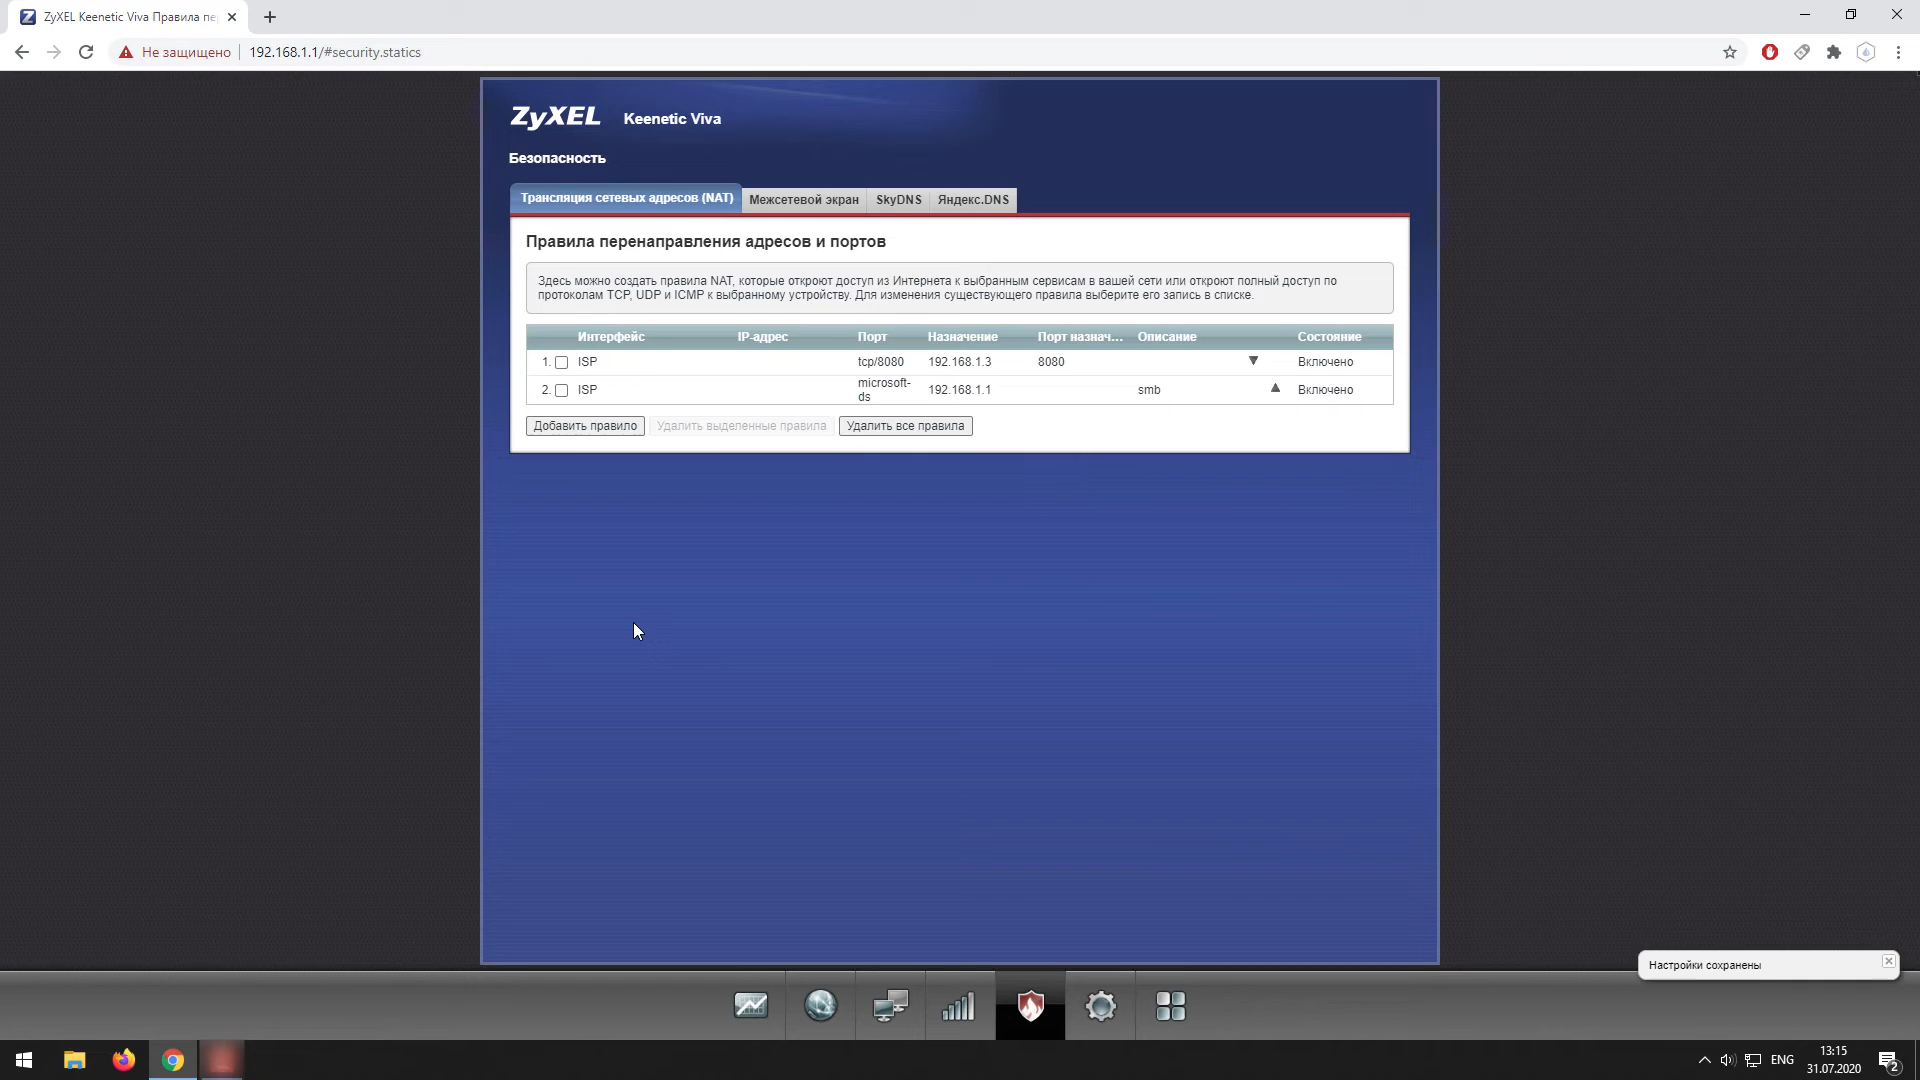 ZyXEL Keenetic Viva Правила пе
Не защищено
192.168.1.1/#security.statics
ZyXEL Keenetic Viva
Безопасность
Трансляция сетевых адресов (NAT) Межсетевой экран SkyDNS Яндекс.DNS
Правила перенаправления адресов и портов
Здесь можно создать правила NAT, которые откроют доступ из Интернета к выбранным сервисам в вашей сети или откроют полный доступ по
протоколам TCP, UDP и ICMP к выбранному устройству. Для изменения существующего правила выберите его запись в списке.
Интерфейс IP-адрес Порт Назначение Порт назнач... Описание Состояние
1. ISP tcp/8080 192.168.1.3 8080 Включено
2. ISP microsoft-
ds 192.168.1.1 smb Включено
Добавить правило Удалить выделенные правила Удалить все правила
Настройки сохранены
ENG
13:15
31.07.2020
2